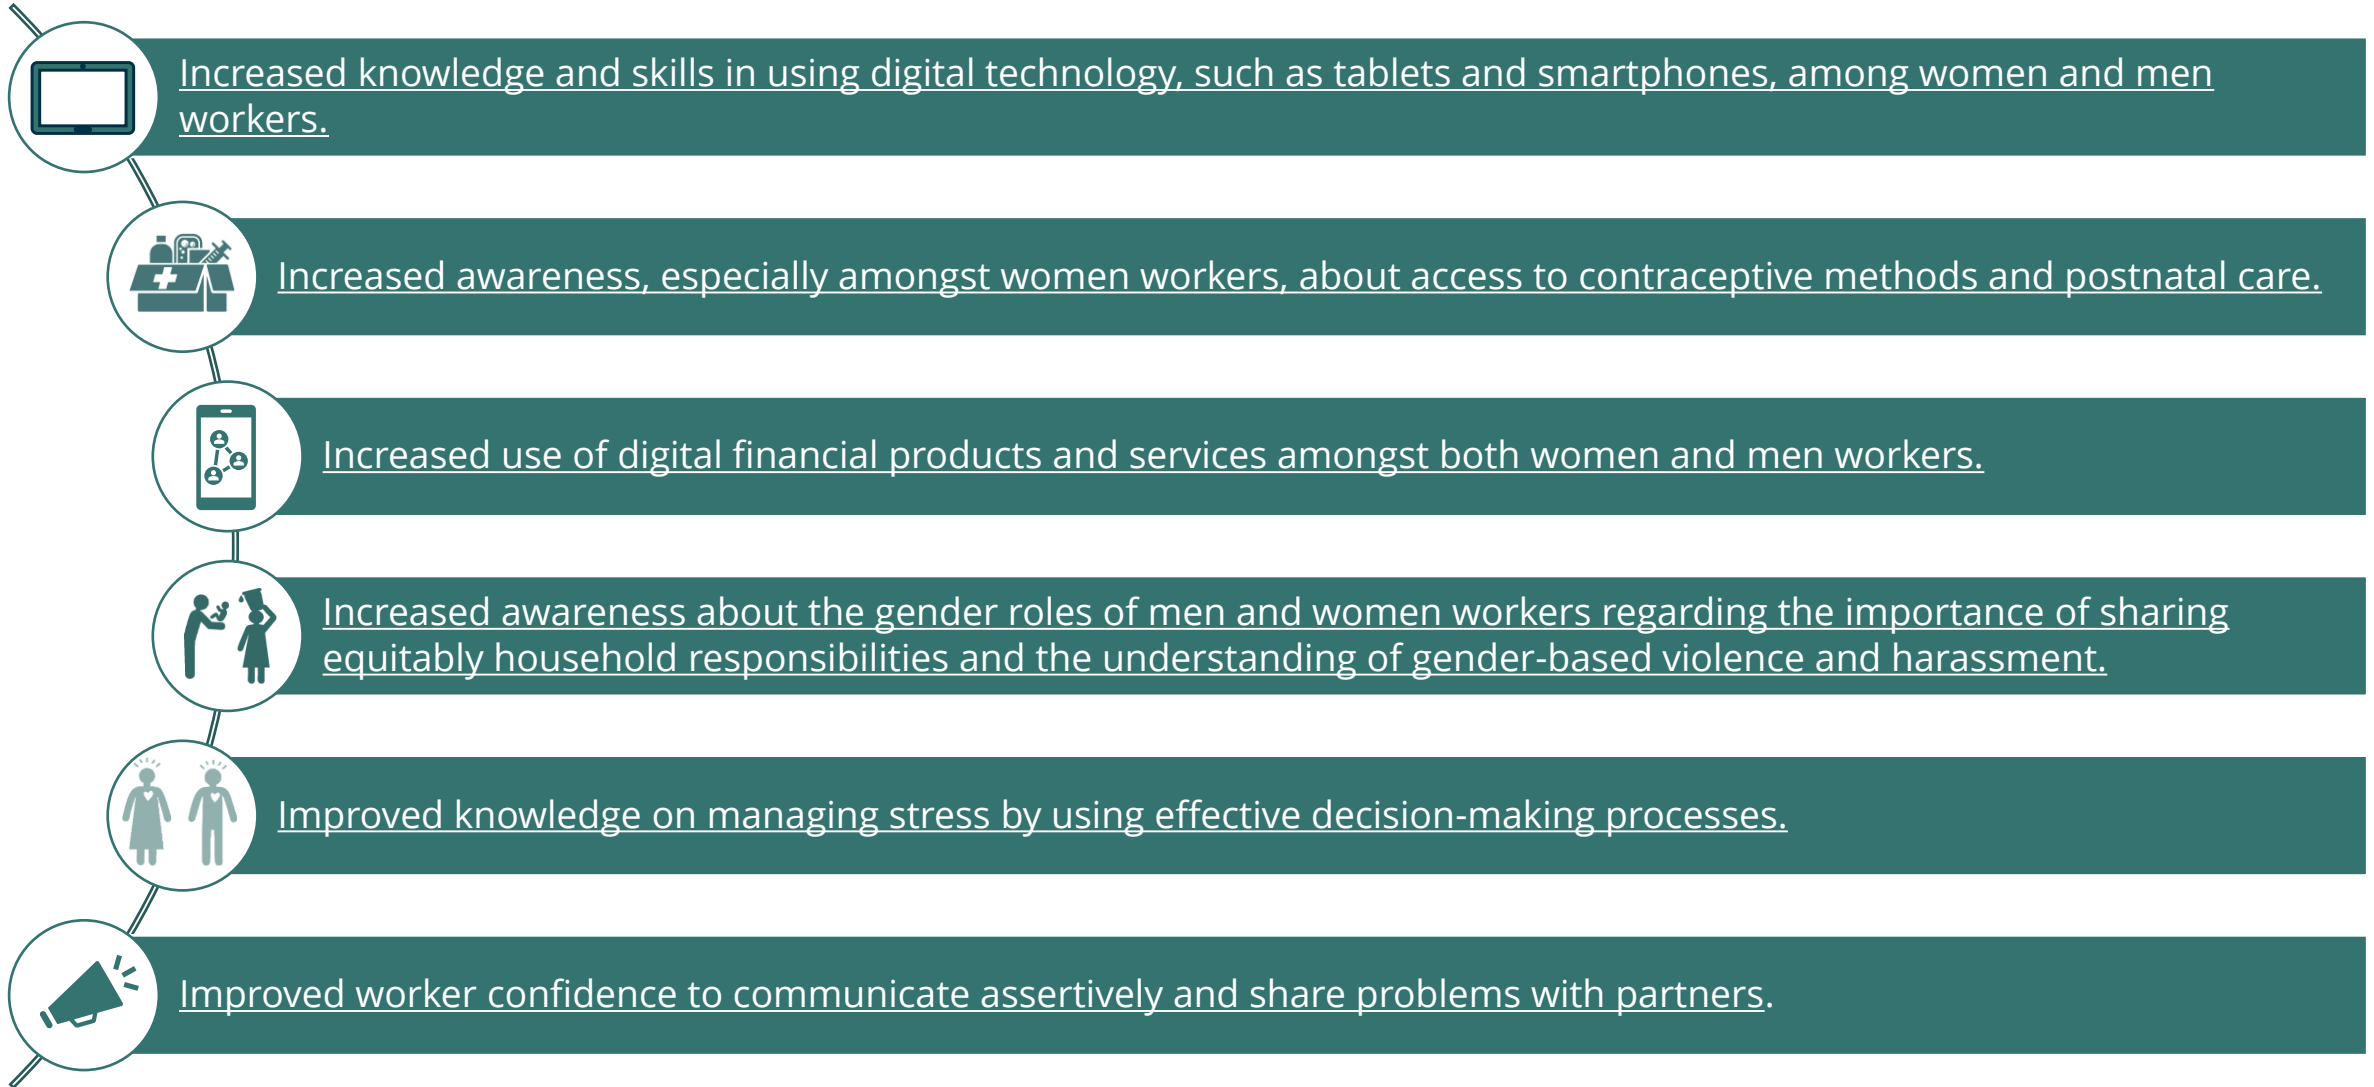 Increased knowledge and skills in using digital technology, such as tablets and smartphones, among women and men
workers.
Increased awareness, especially amongst women workers, about access to contraceptive methods and postnatal care.
Increased use of digital financial products and services amongst both women and men workers.
Increased awareness about the gender roles of men and women workers regarding the importance of sharing
equitably household responsibilities and the understanding of gender-based violence and harassment.
Improved knowledge on managing stress by using effective decision-making processes.
Improved worker confidence to communicate assertively and share problems with partners.